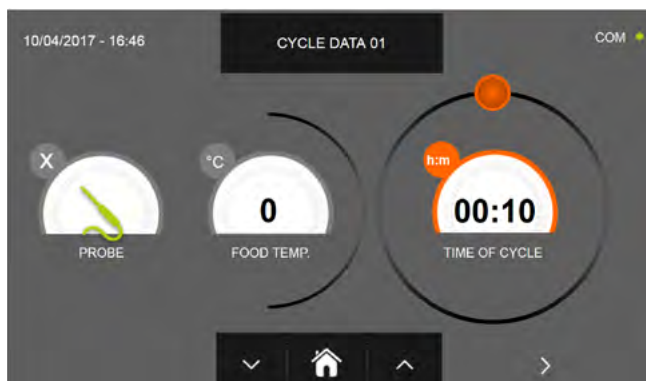 10/04/2017 - 16:46
CYCLE DATA 01
COM
X
°C
h:m
0
00:10
PROBE
FOOD TEMP.
TIME OF CYCLE